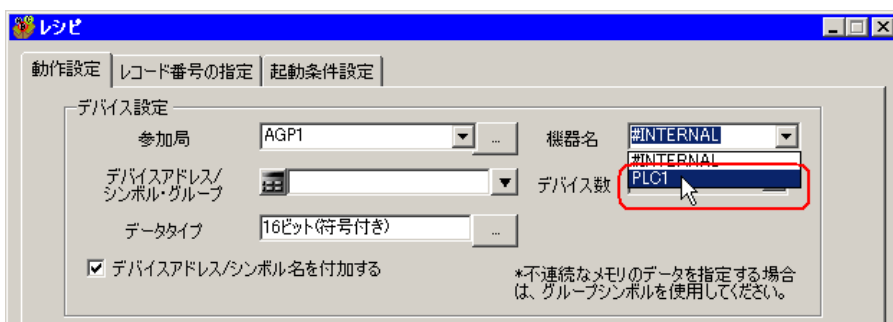 レシピ
動作設定 レコード番号の指定 起動条件設定
デバイス設定
参加局 AGP1 ... 機器名 #INTERNAL
#INTERNAL
デバイスアドレス/
シンボル・グループ デバイス数 PLC1
データタイプ 16ビット(符号付き) ...
デバイスアドレス/シンボル名を付加する
*不連続なメモリのデータを指定する場合
は、グループシンボルを使用してください。